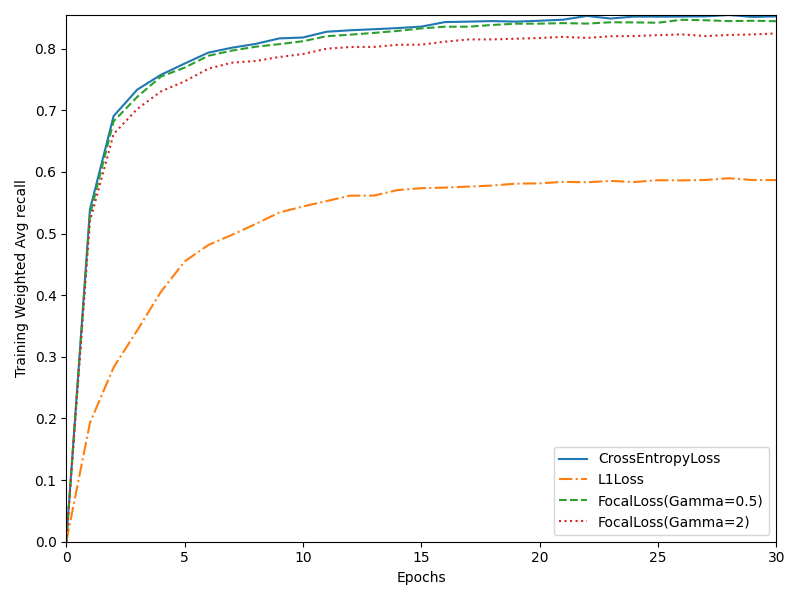 Training Weighted Avg recall
0.8
0.7
0.6
0.5
0.4
0.3
0.2
0.1
0.0
0 5 10 15 20 25 30
Epochs
CrossEntropyLoss
L1Loss
FocalLoss(Gamma=0.5)
FocalLoss(Gamma=2)